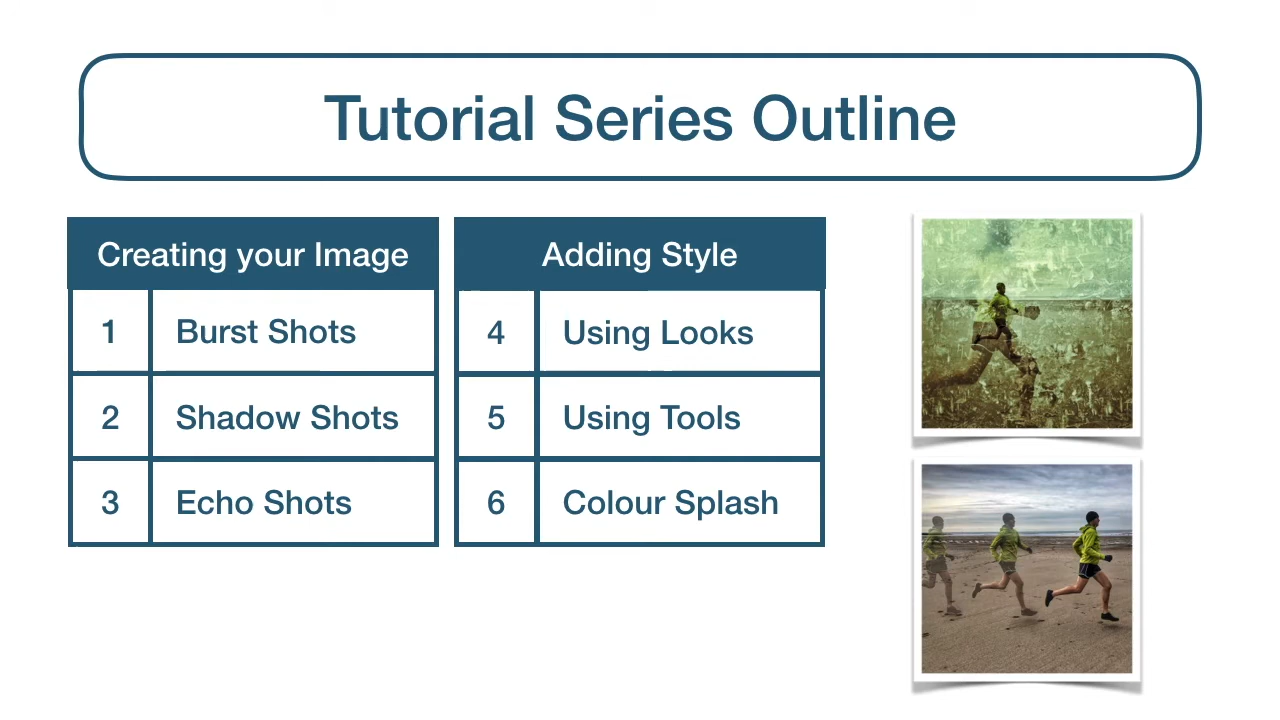 Tutorial Series Outline
Creating your Image
1 Burst Shots
2 Shadow Shots
3 Echo Shots
Adding Style
4 Using Looks
5 Using Tools
6 Colour Splash